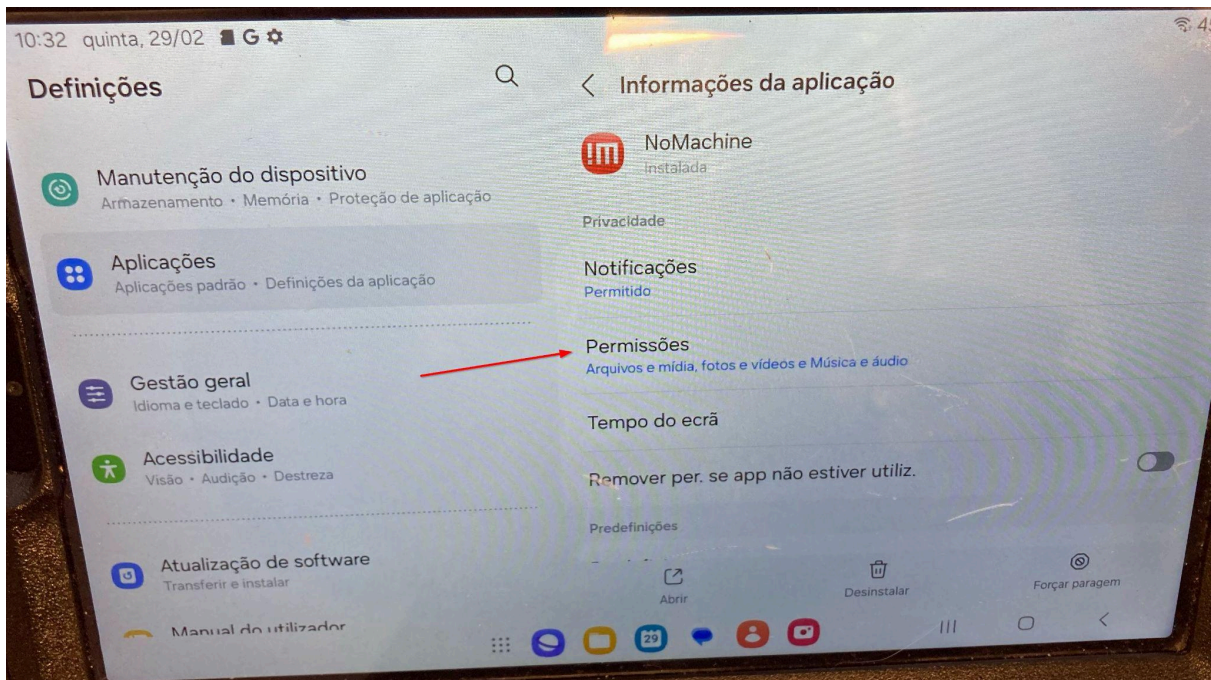 10:32 quinta, 29/02 G
Definições
Manutenção do dispositivo
Armazenamento • Memória • Proteção de aplicação
Aplicações
Aplicações padrão • Definições da aplicação
Gestão geral
Idioma e teclado • Data e hora
Acessibilidade
Visão • Audição • Destreza
Atualização de software
Transferir e instalar
Manual do utilizador
Informações da aplicação
NoMachine
Instalada
Privacidade
Notificações
Permitido
Permissões
Arquivos e mídia, fotos e vídeos e Música e áudio
Tempo do ecrã
Remover per. se app não estiver utiliz.
Predefinições
Abrir
Desinstalar
Forçar paragem
29